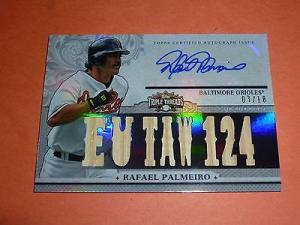 TOPPS CERTIFIED AUTOGRAPH ISSUE
BALTIMORE ORIOLES®
TRIPLE THREADS
EUTAW 124
RAFAEL PALMEIRO